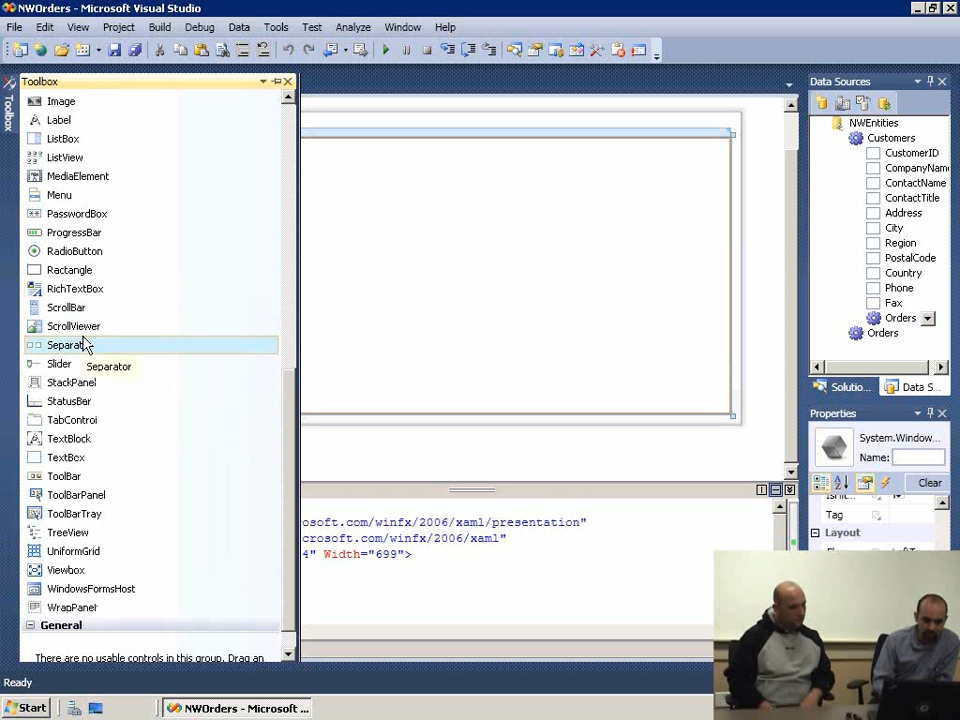 NWOrders - Microsoft Visual Studio
File Edit View Project Build Debug Data Tools Test Analyze Window Help
Toolbox
Toolbox
Image
Label
ListBox
ListView
MediaElement
Menu
PasswordBox
ProgressBar
RadioButton
Rectangle
RichTextBox
ScrollBar
ScrollViewer
Separat
Separator
Slider
StackPanel
StatusBar
TabControl
TextBlock
TextBox
ToolBar
ToolBarPanel
ToolBarTray
TreeView
UniformGrid
Viewbox
WindowsFormsHost
WrapPanel
General
There are no usable controls in this group. Drag an
osoft.com/winfx/2006/xaml/presentation"
crosoft.com/winfx/2006/xaml"
4" Width="699">
Data Sources
NWEntities
Customers
CustomerID
CompanyName
ContactName
ContactTitle
Address
City
Region
PostalCode
Country
Phone
Fax
Orders
Orders
Solutio... Data S...
Properties
System.Window...
Name:
Clear
Tag
Layout
Ready
Start NWOrders - Microsoft ...